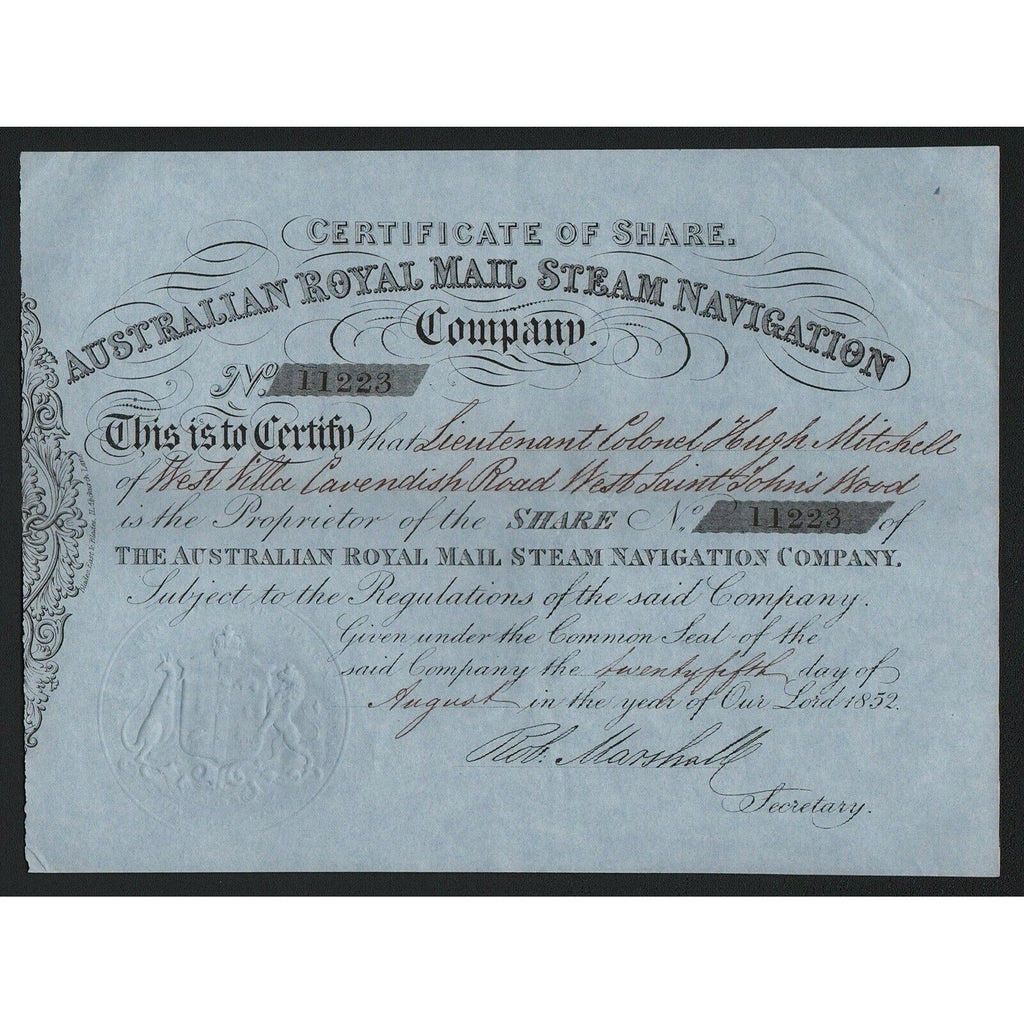 CERTIFICATE OF SHARE.
AUSTRALIAN ROYAL MAIL STEAM NAVIGATION
Company.
No. 11223
This is to Certify that Lieutenant Colonel Hugh Mitchell
of West Villa Cavendish Road West Saint John's Wood
is the Proprietor of the SHARE No. 11223 of
THE AUSTRALIAN ROYAL MAIL STEAM NAVIGATION COMPANY.
Subject to the Regulations of the said Company.
Given under the Common Seal of the
said Company the twentyfifth day of
August in the year of Our Lord 1852.
Rob. Marshall
Secretary.